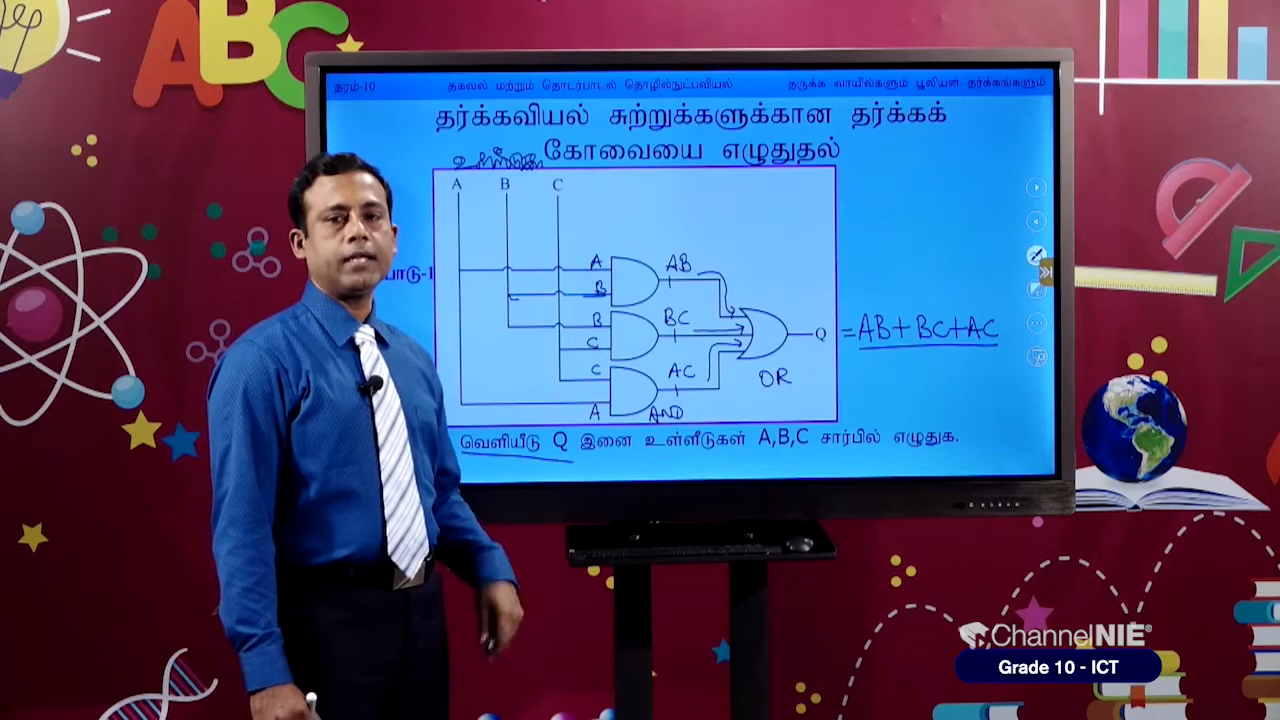 ABC
தரம்-10 தகவல் மற்றும் தொடர்பாடல் தொழில்நுட்பவியல் தருக்க வாயில்களும் பூலியன் தர்க்கங்களும்
தர்க்கவியல் சுற்றுக்களுக்கான தர்க்கக்
கோவையை எழுதுதல்
A B C
A AB
B
B BC Q =AB+BC+AC
C
C AC OR
A AND
பாடு-1
வெளியீடு Q இனை உள்ளீடுகள் A,B,C சார்பில் எழுதுக.
ChannelNIE
Grade 10 - ICT